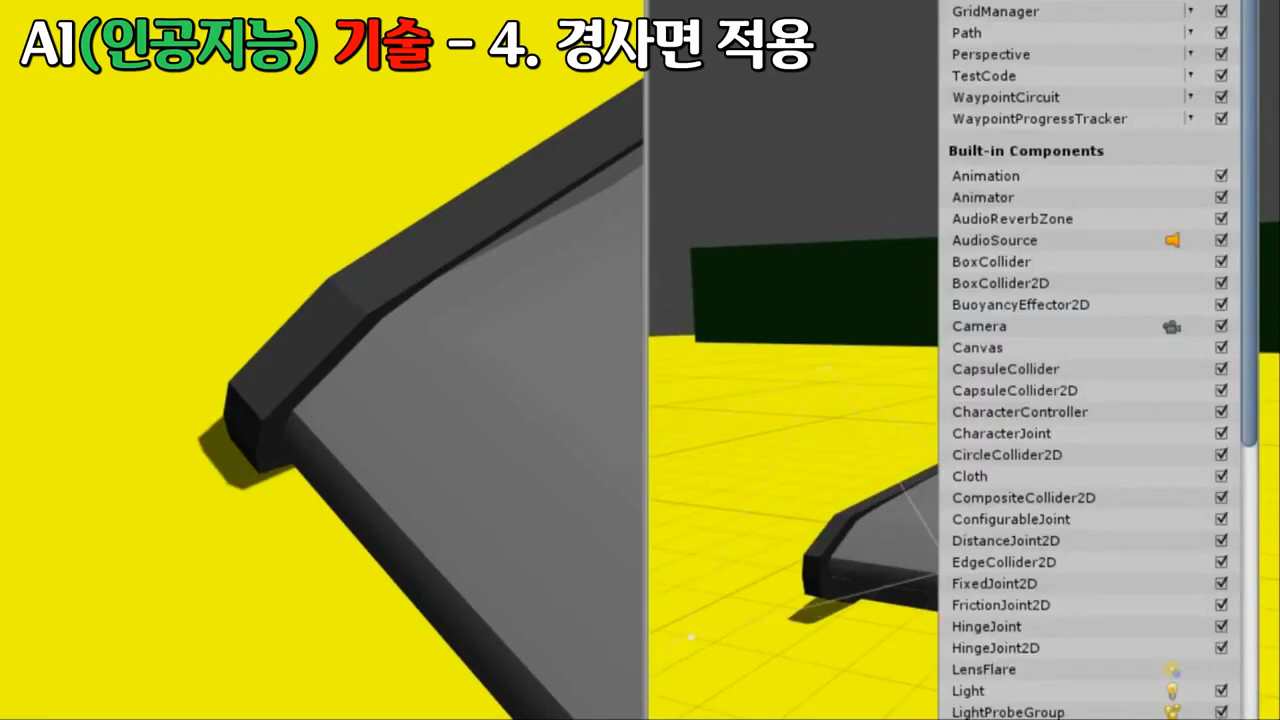 AI(인공지능) 기술 - 4. 경사면 적용
GridManager
Path
Perspective
TestCode
WaypointCircuit
WaypointProgressTracker
Built-in Components
Animation
Animator
AudioReverbZone
AudioSource
BoxCollider
BoxCollider2D
BuoyancyEffector2D
Camera
Canvas
CapsuleCollider
CapsuleCollider2D
CharacterController
CharacterJoint
CircleCollider2D
Cloth
CompositeCollider2D
ConfigurableJoint
DistanceJoint2D
EdgeCollider2D
FixedJoint2D
FrictionJoint2D
HingeJoint
HingeJoint2D
LensFlare
Light
LightProbeGroup